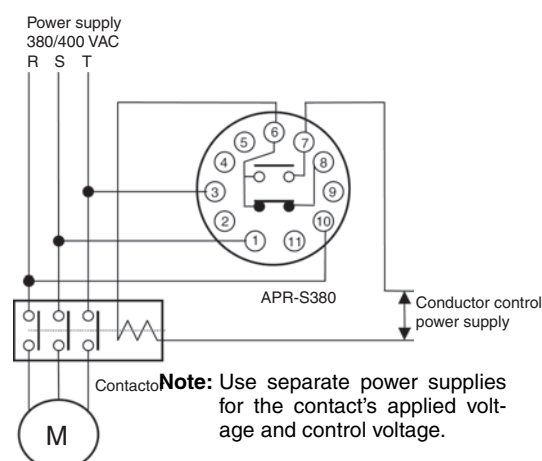 Power supply
380/400 VAC
R S T
6
5 7
4 8
3 9
2 10
1 11
APR-S380
Conductor control
power supply
Contactor
Note: Use separate power supplies
for the contact's applied volt-
age and control voltage.
M